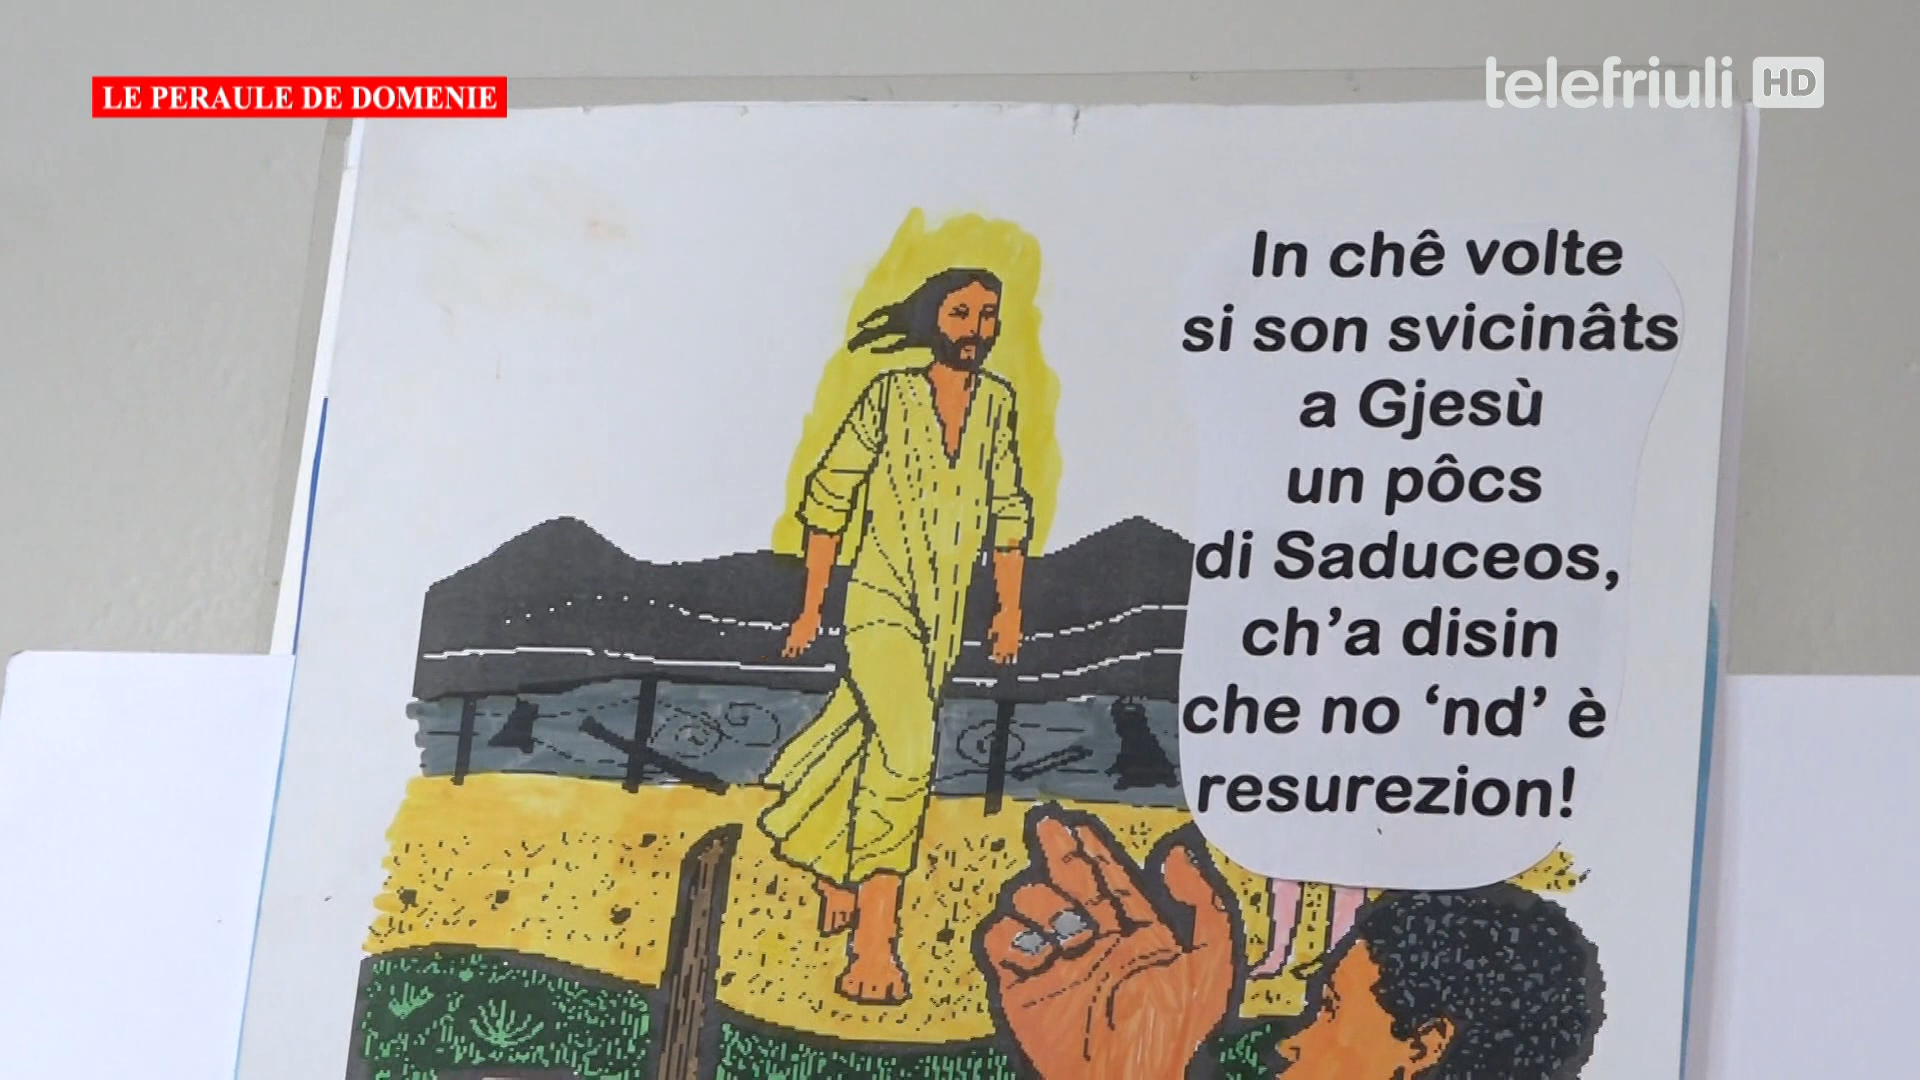 LE PERAULE DE DOMENIE
telefriuli HD
In chê volte
si son svicinâts
a Gjesù
un pôcs
di Saduceos,
ch’a disin
che no ‘nd’ è
resurezion!